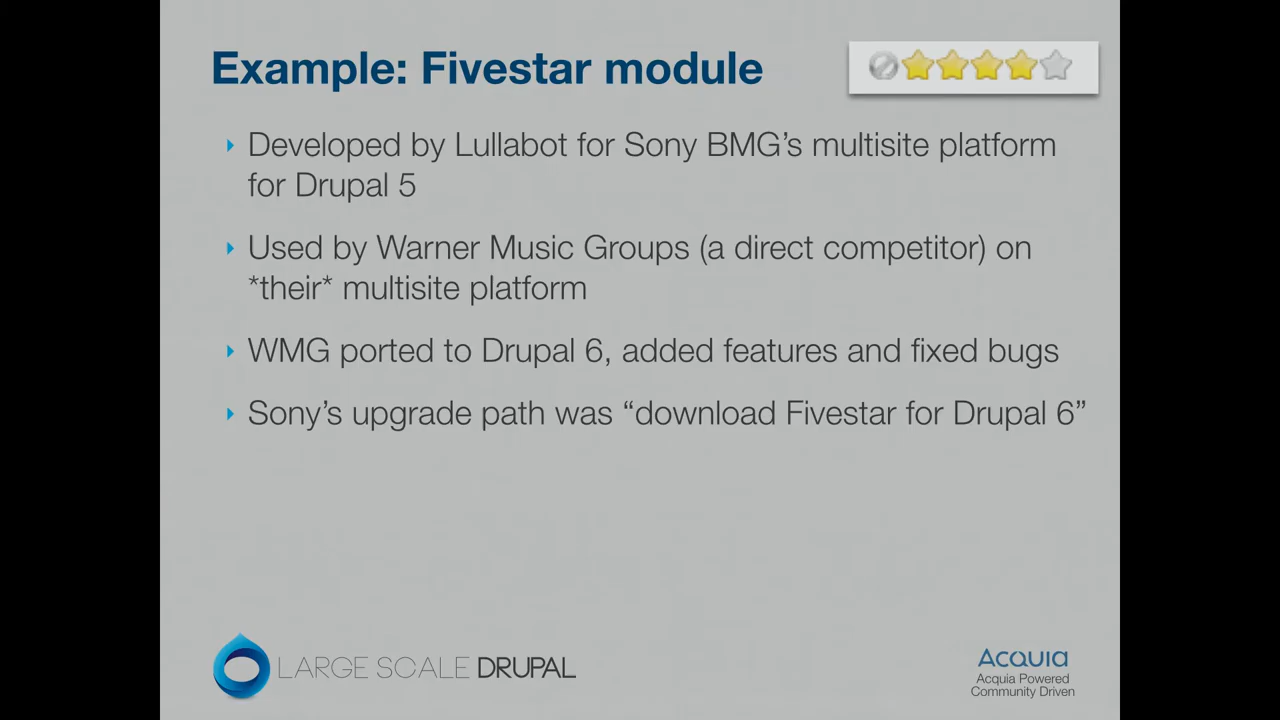 Example: Fivestar module
Developed by Lullabot for Sony BMG’s multisite platform
for Drupal 5
Used by Warner Music Groups (a direct competitor) on
*their* multisite platform
WMG ported to Drupal 6, added features and fixed bugs
Sony’s upgrade path was “download Fivestar for Drupal 6”
LARGE SCALE DRUPAL
Acquia
Acquia Powered
Community Driven